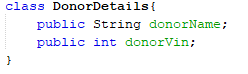 class DonorDetails{
    public String donorName;
    public int donorVin;
}